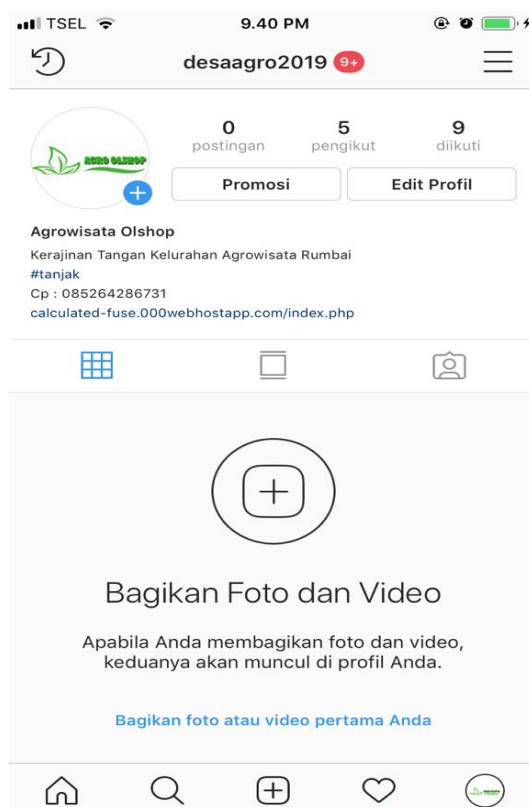 TSEL 9.40 PM
desaagro2019 9+
0 5 9
postingan pengikut diikuti
AGRO OLSHOP
Promosi Edit Profil
Agrowisata Olshop
Kerajinan Tangan Kelurahan Agrowisata Rumbai
#tanjak
Cp : 085264286731
calculated-fuse.000webhostapp.com/index.php
Bagikan Foto dan Video
Apabila Anda membagikan foto dan video,
keduanya akan muncul di profil Anda.
Bagikan foto atau video pertama Anda